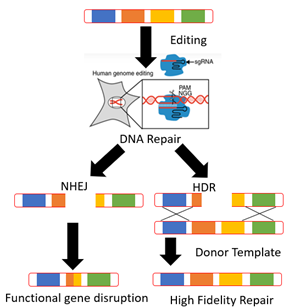 Editing
sgRNA
Human genome editing
PAM
NGG
DNA Repair
NHEJ
HDR
Donor Template
Functional gene disruption
High Fidelity Repair